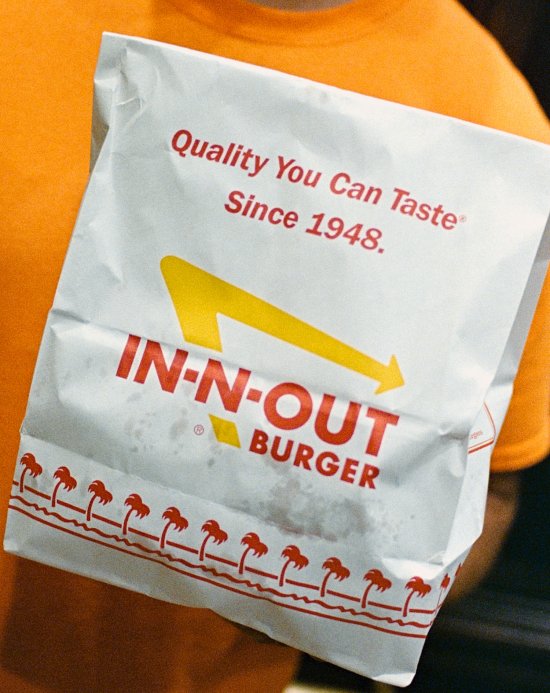 Quality You Can Taste®
Since 1948.
IN-N-OUT
® BURGER